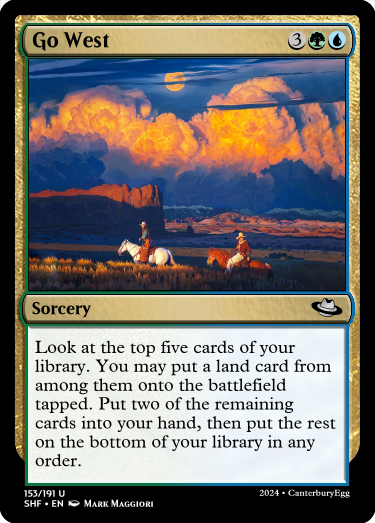 Go West 3
Sorcery
Look at the top five cards of your
library. You may put a land card from
among them onto the battlefield
tapped. Put two of the remaining
cards into your hand, then put the rest
on the bottom of your library in any
order.
153/191 U
SHF • EN Mark Maggiori
2024 • CanterburyEgg